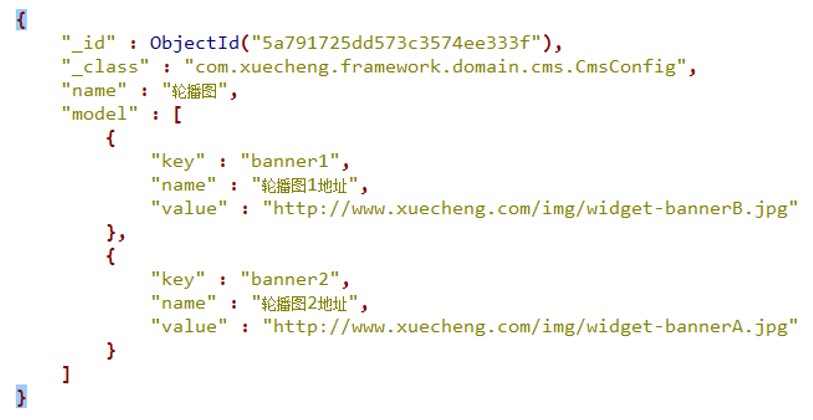 {
    "_id" : ObjectId("5a791725dd573c3574ee333f"),
    "_class" : "com.xuecheng.framework.domain.cms.CmsConfig",
    "name" : "轮播图",
    "model" : [
        {
            "key" : "banner1",
            "name" : "轮播图1地址",
            "value" : "http://www.xuecheng.com/img/widget-bannerB.jpg"
        },
        {
            "key" : "banner2",
            "name" : "轮播图2地址",
            "value" : "http://www.xuecheng.com/img/widget-bannerA.jpg"
        }
    ]
}